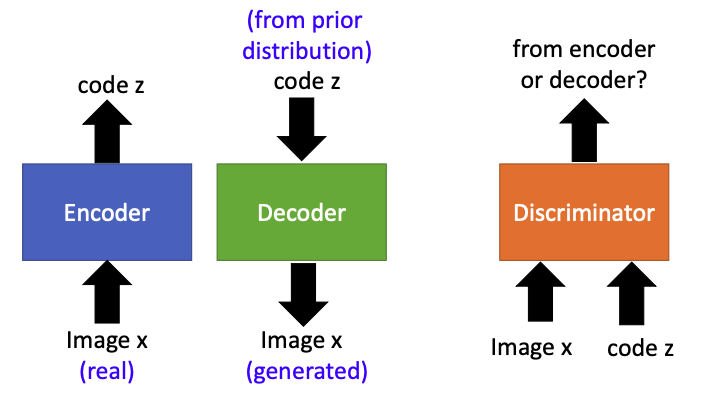 (from prior
distribution)
code z
code z
from encoder
or decoder?
Encoder
Decoder
Discriminator
Image x
(real)
Image x
(generated)
Image x
code z